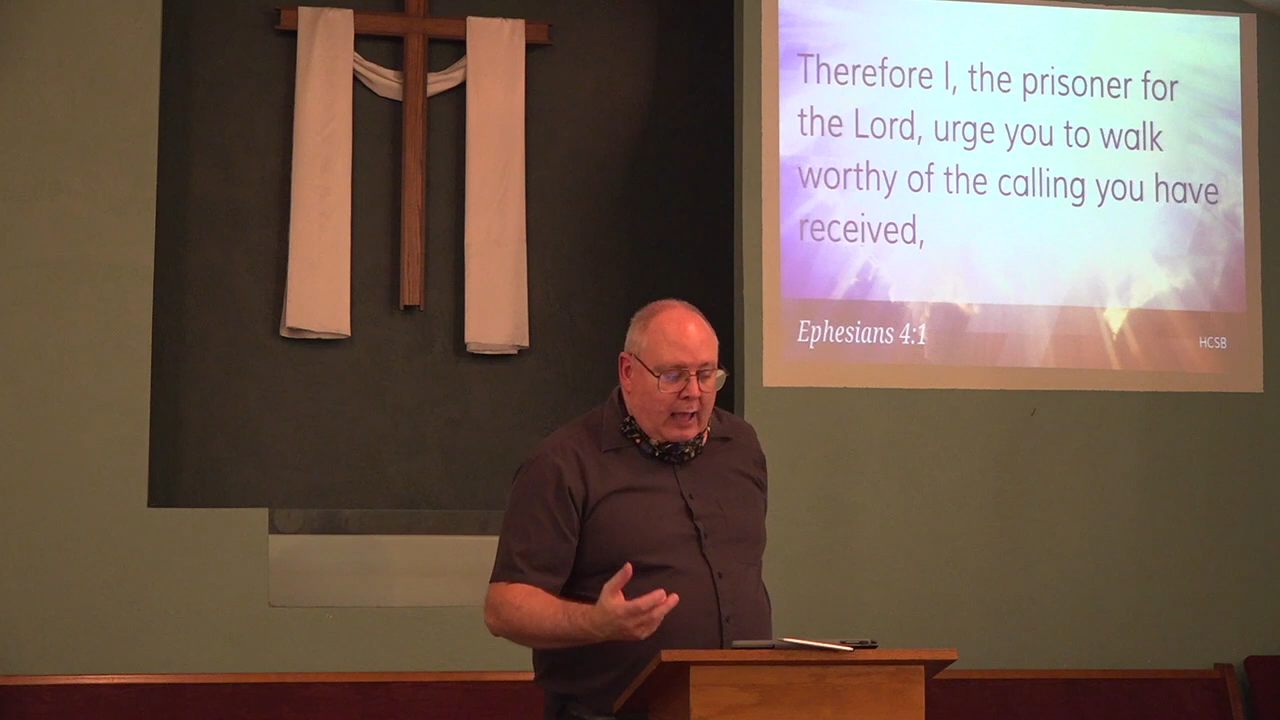 Therefore I, the prisoner for
the Lord, urge you to walk
worthy of the calling you have
received,
Ephesians 4:1
HCSB